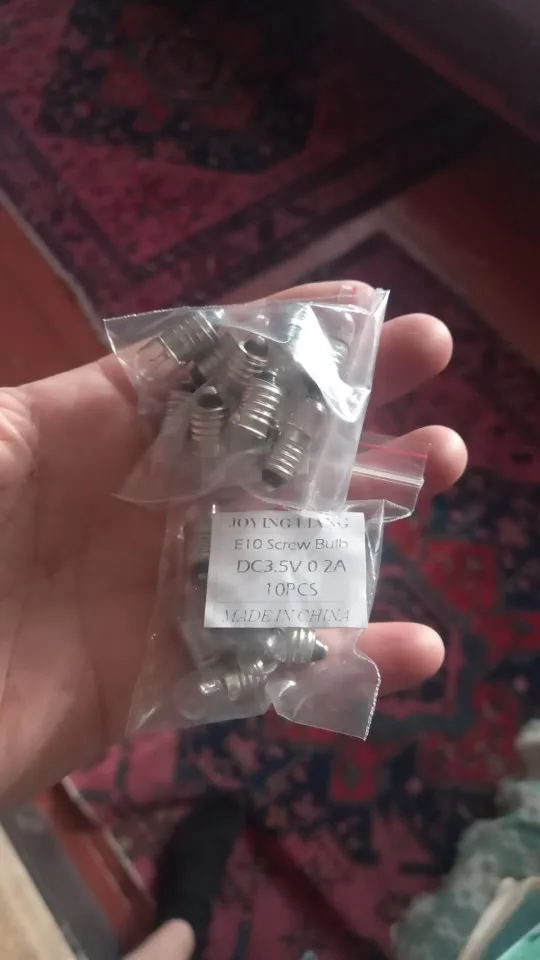 JOYING LIANG
E10 Screw Bulb
DC3.5V 0.2A
10PCS
MADE IN CHINA